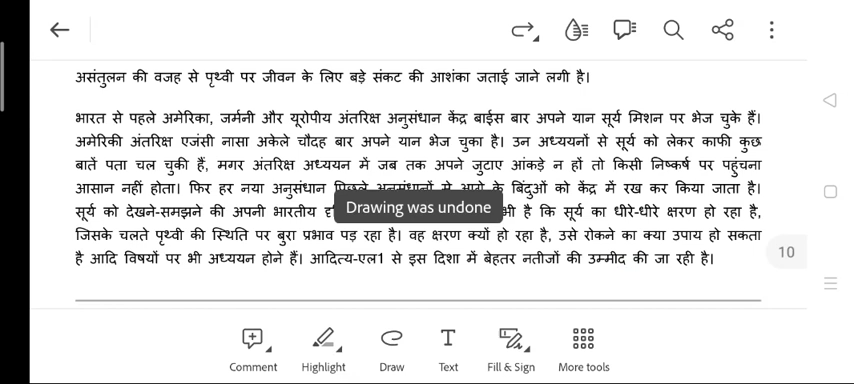 असंतुलन की वजह से पृथ्वी पर जीवन के लिए बड़े संकट की आशंका जताई जाने लगी है।
भारत से पहले अमेरिका, जर्मनी और यूरोपीय अंतरिक्ष अनुसंधान केंद्र बाईस बार अपने यान सूर्य मिशन पर भेज चुके हैं।
अमेरिकी अंतरिक्ष एजंसी नासा अकेले चौदह बार अपने यान भेज चुका है। उन अध्ययनों से सूर्य को लेकर काफी कुछ
बातें पता चल चुकी हैं, मगर अंतरिक्ष अध्ययन में जब तक अपने जुटाए आंकड़े न हों तो किसी निष्कर्ष पर पहुंचना
आसान नहीं होता। फिर हर नया अनुसंधान पिछले अनुसंधानों से आगे के बिंदुओं को केंद्र में रख कर किया जाता है।
सूर्य को देखने-समझने की अपनी भारतीय भी है कि सूर्य का धीरे-धीरे क्षरण हो रहा है,
Drawing was undone
जिसके चलते पृथ्वी की स्थिति पर बुरा प्रभाव पड़ रहा है। वह क्षरण क्यों हो रहा है, उसे रोकने का क्या उपाय हो सकता
है आदि विषयों पर भी अध्ययन होने हैं। आदित्य-एल1 से इस दिशा में बेहतर नतीजों की उम्मीद की जा रही है।
10
Comment Highlight Draw Text Fill & Sign More tools